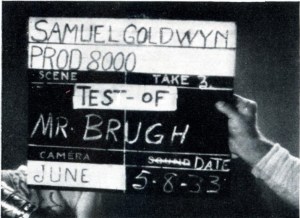 SAMUEL GOLDWYN
PROD 8000
SCENE TAKE 3.
TEST-OF
MR. BRUGH
CAMERA SOUND DATE
JUNE 5·8-33